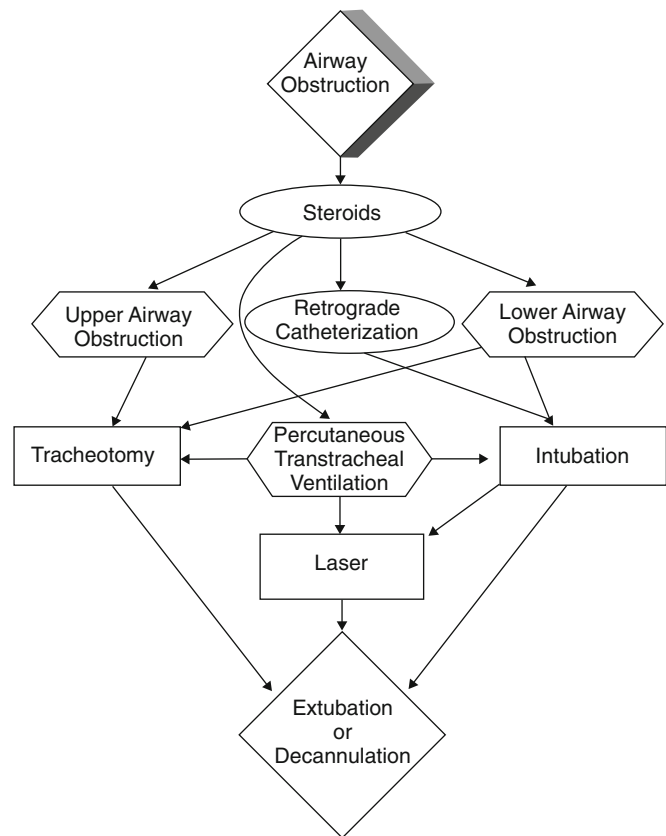 Airway
Obstruction
Steroids
Upper Airway
Obstruction
Retrograde
Catheterization
Lower Airway
Obstruction
Tracheotomy
Percutaneous
Transtracheal
Ventilation
Intubation
Laser
Extubation
or
Decannulation